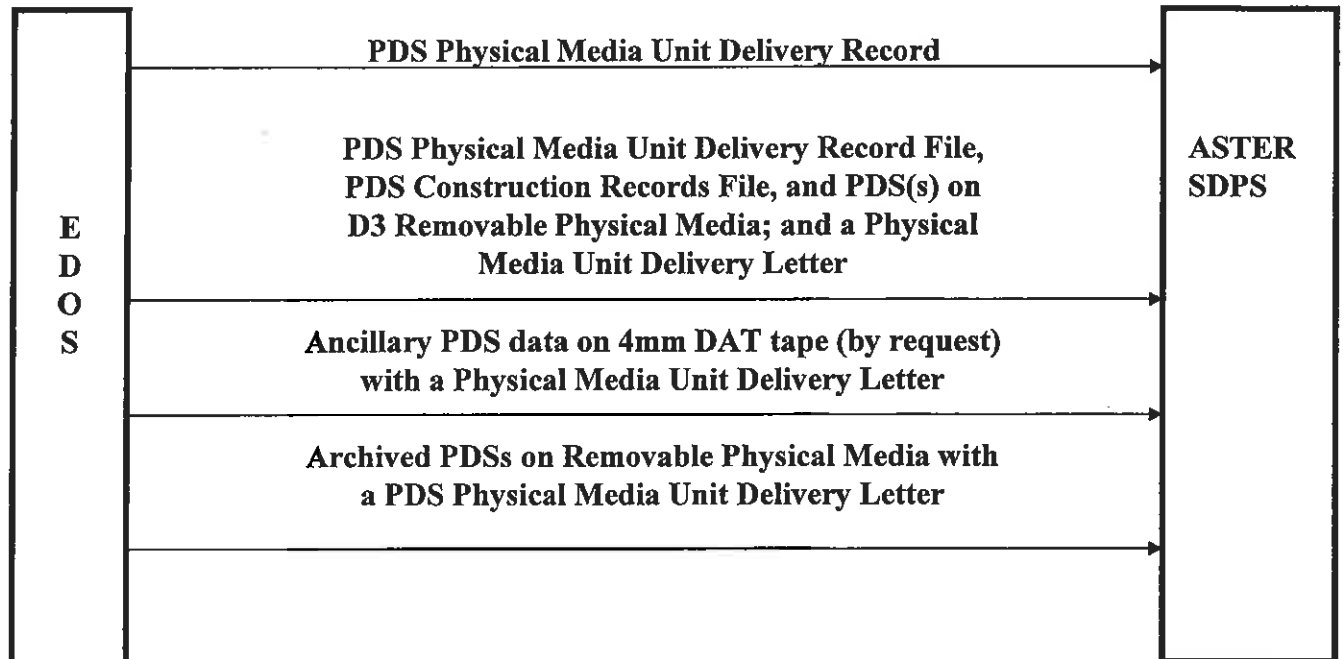 PDS Physical Media Unit Delivery Record
PDS Physical Media Unit Delivery Record File,
PDS Construction Records File, and PDS(s) on
D3 Removable Physical Media; and a Physical
Media Unit Delivery Letter
Ancillary PDS data on 4mm DAT tape (by request)
with a Physical Media Unit Delivery Letter
Archived PDSs on Removable Physical Media with
a PDS Physical Media Unit Delivery Letter
E
D
O
S
ASTER
SDPS